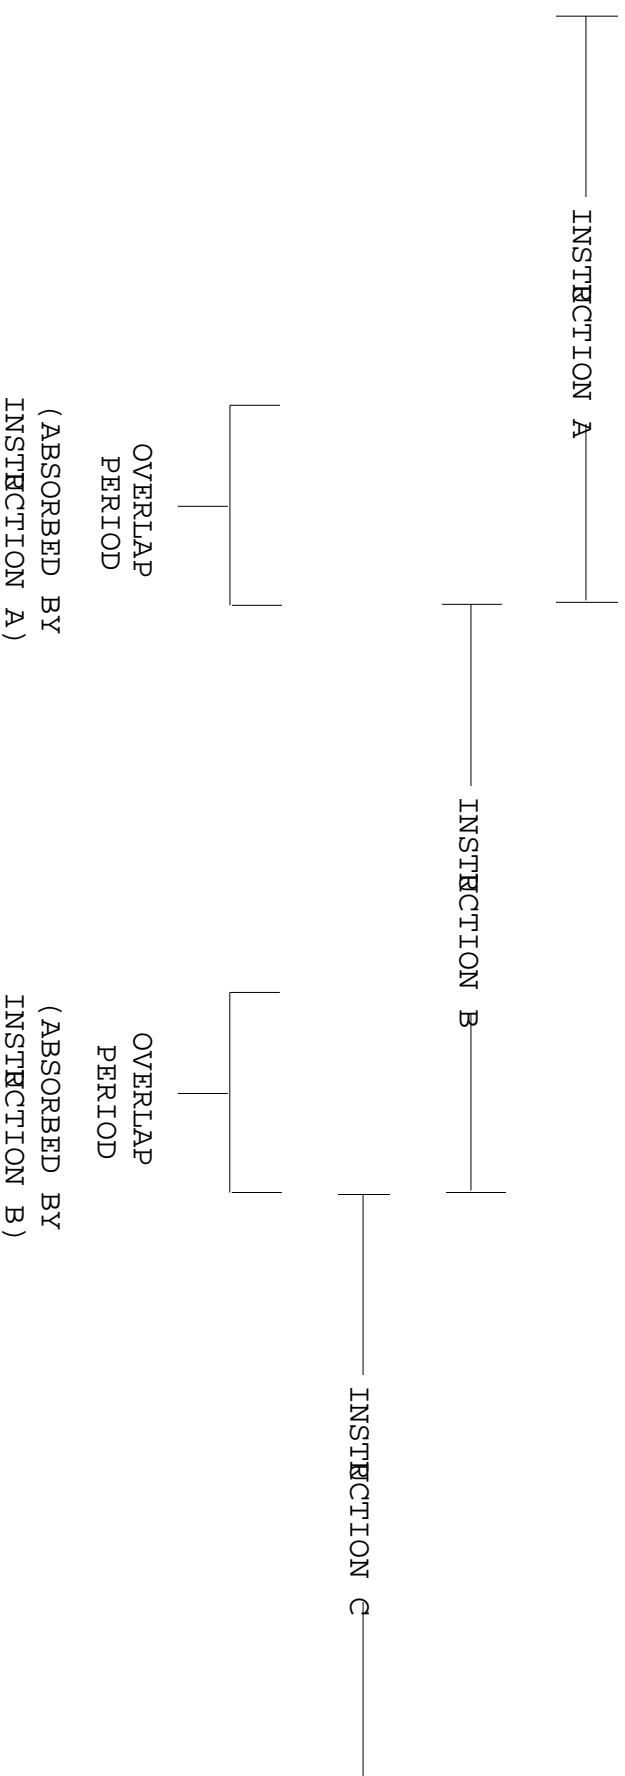 INSTRUCTION A
INSTRUCTION B
INSTRUCTION C
OVERLAP
PERIOD
(ABSORBED BY
INSTRUCTION A)
OVERLAP
PERIOD
(ABSORBED BY
INSTRUCTION B)